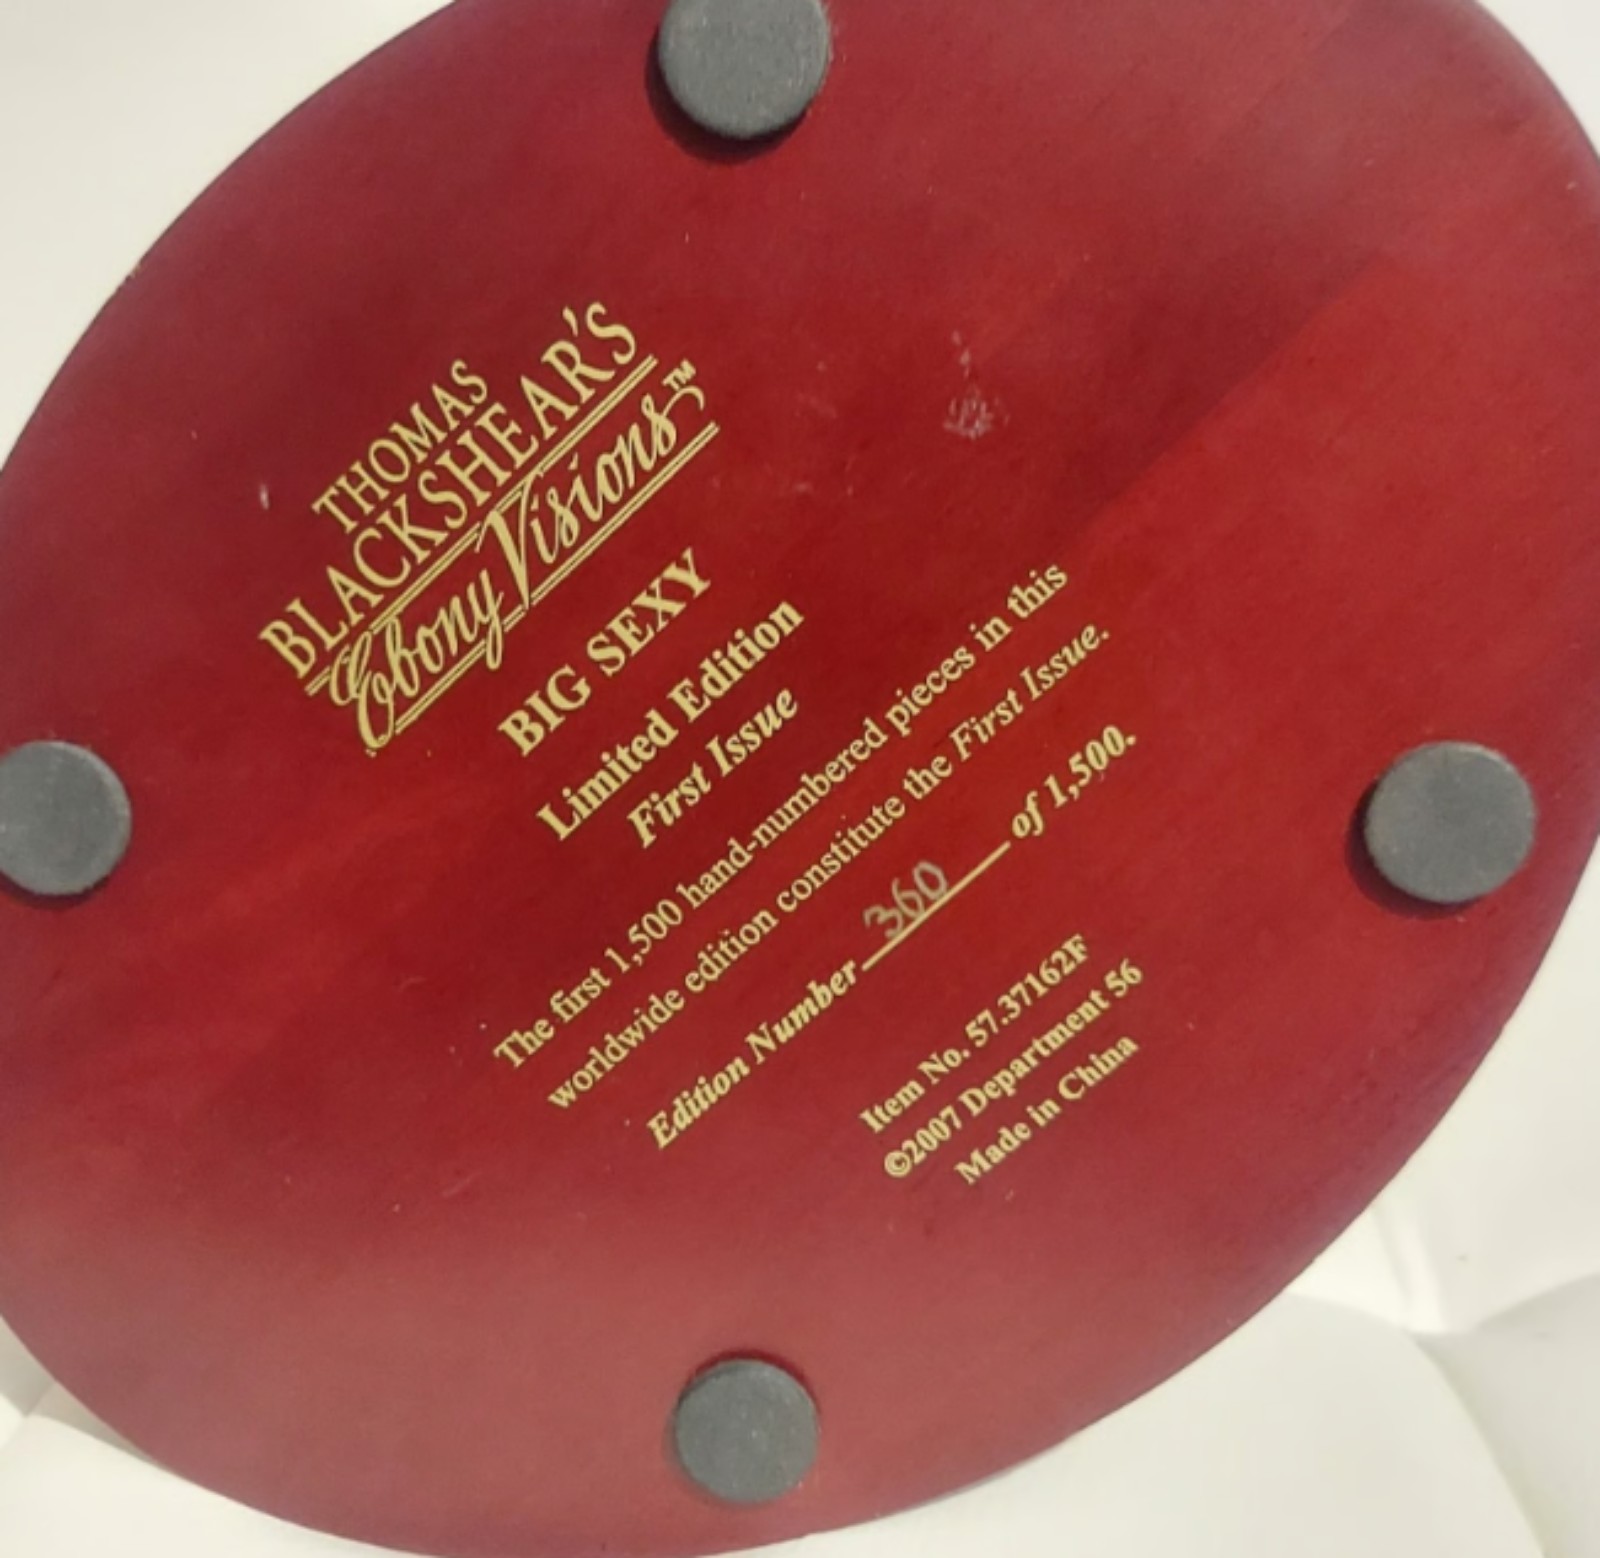 THOMAS
BLACKSHEAR'S
Ebony Visions™
BIG SEXY
Limited Edition
First Issue
The first 1,500 hand-numbered pieces in this
worldwide edition constitute the First Issue.
Edition Number 360 of 1,500.
Item No. 57.37162F
©2007 Department 56
Made in China